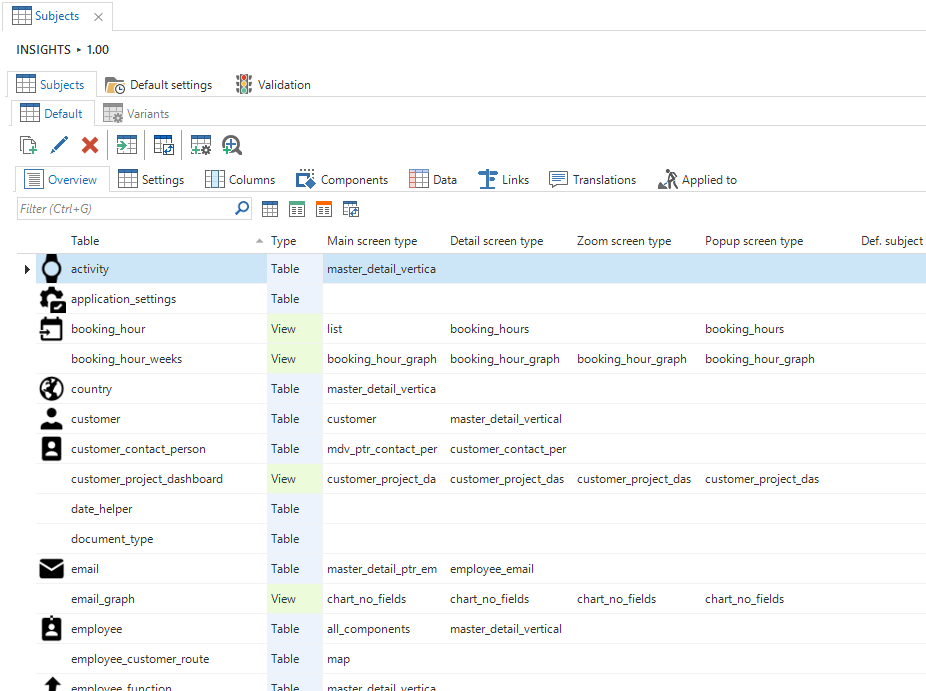 Subjects
INSIGHTS ▸ 1.00
Subjects Default settings Validation
Default Variants
Overview Settings Columns Components Data Links Translations Applied to
Filter (Ctrl+G)
Table Type Main screen type Detail screen type Zoom screen type Popup screen type Def. subject
activity Table master_detail_vertica
application_settings Table
booking_hour View list booking_hours booking_hours
booking_hour_weeks View booking_hour_graph booking_hour_graph booking_hour_graph booking_hour_graph
country Table master_detail_vertica
customer Table customer master_detail_vertical
customer_contact_person Table mdv_ptr_contact_per customer_contact_per
customer_project_dashboard View customer_project_da customer_project_das customer_project_das customer_project_das
date_helper Table
document_type Table
email Table master_detail_ptr_em employee_email
email_graph View chart_no_fields chart_no_fields chart_no_fields chart_no_fields
employee Table all_components master_detail_vertical
employee_customer_route Table map
employee_function Table master_detail_vertica